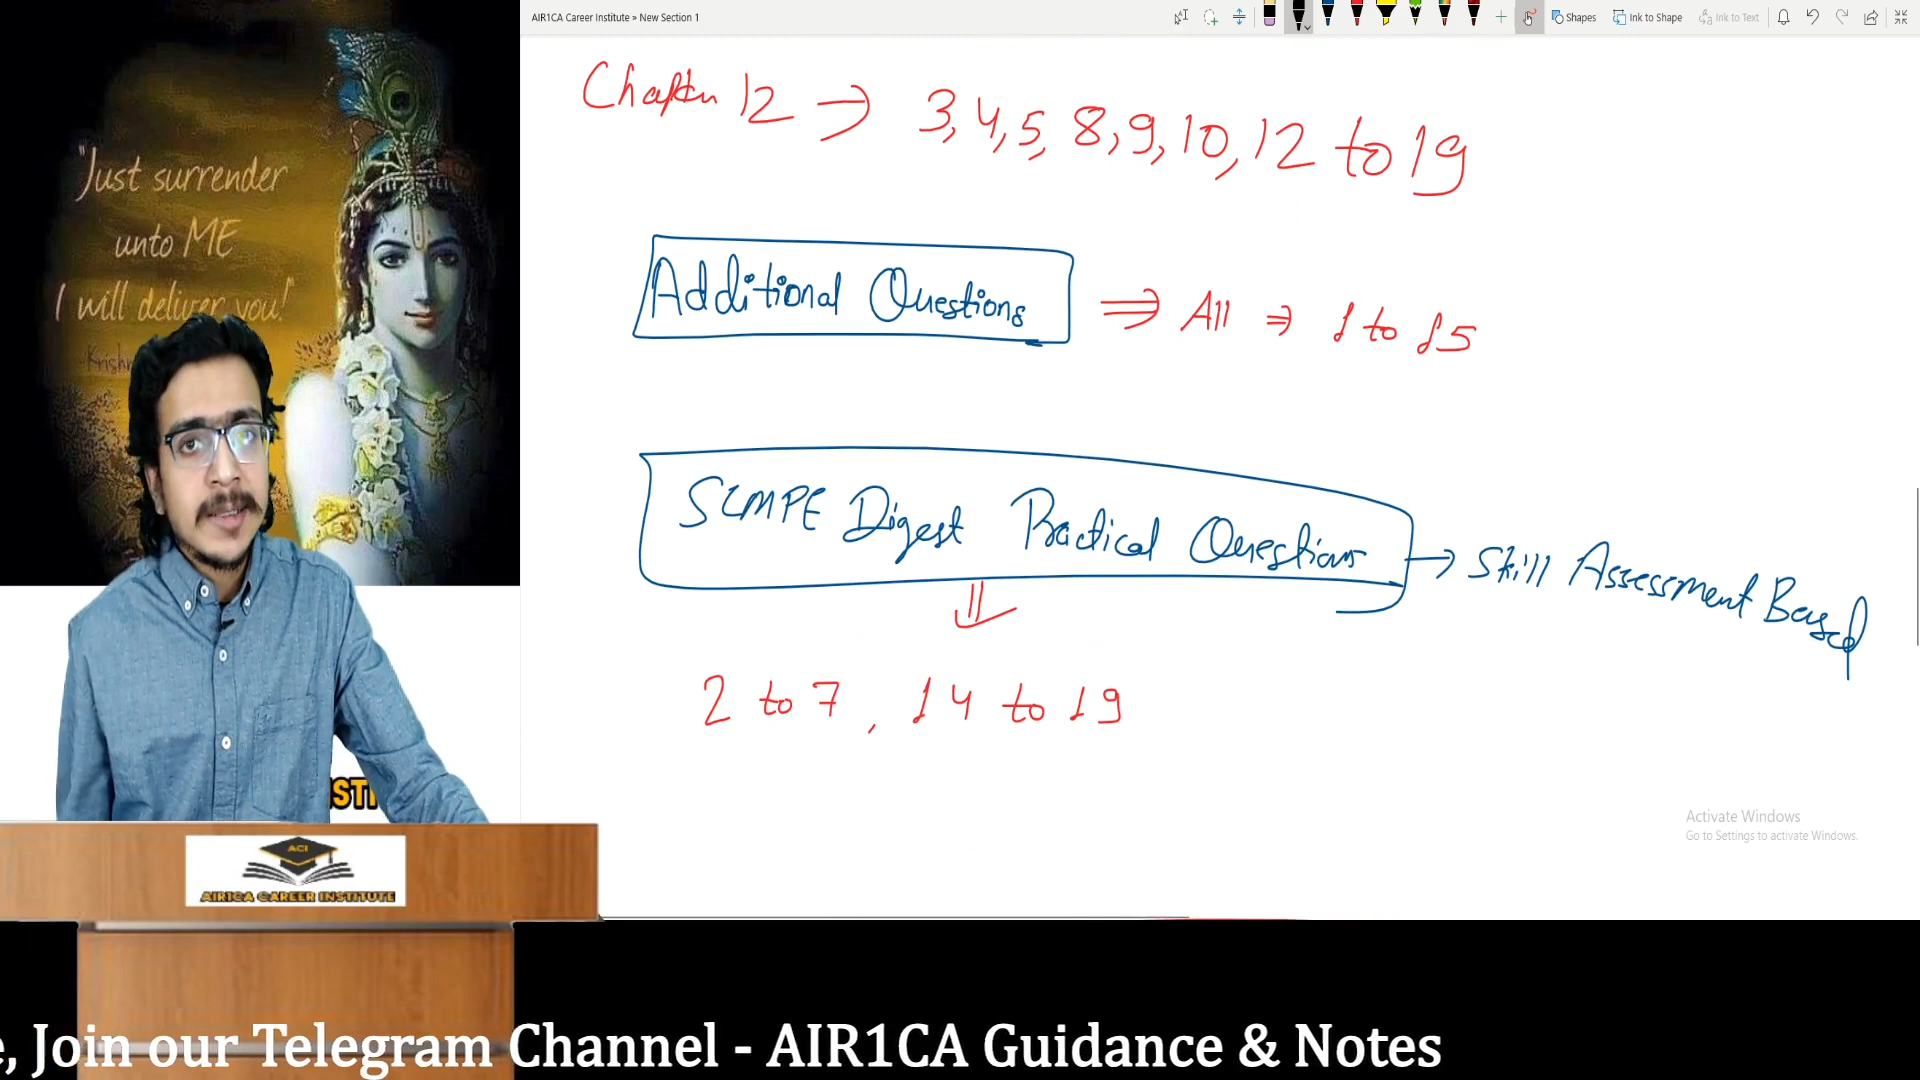 AIR1CA Career Institute » New Section 1
Shapes
Ink to Shape
Ink to Text
Chapter 12 → 3, 4, 5, 8, 9, 10, 12 to 19
"Just surrender
unto ME
I will deliver you!"
Krishn
Additional Questions ⇒ All ⇒ 1 to 15
SCMPE Digest Practical Questions → Skill Assessment Based
2 to 7, 14 to 19
STI
Activate Windows
Go to Settings to activate Windows.
ACI
AIR1CA CAREER INSTITUTE
e, Join our Telegram Channel - AIR1CA Guidance & Notes